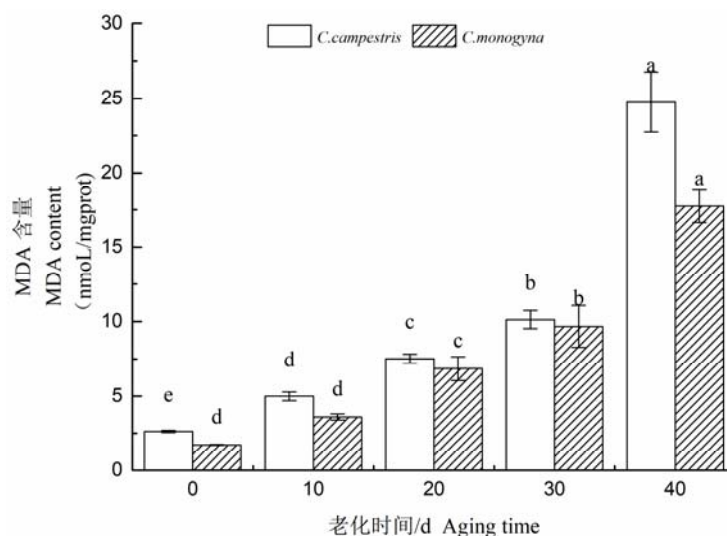 30
25
20
15
10
5
0
MDA 含量
MDA content
(nmoL/mgprot)
C.campestris C.monogyna
e d d d c c b b a a
0 10 20 30 40
老化时间/d Aging time